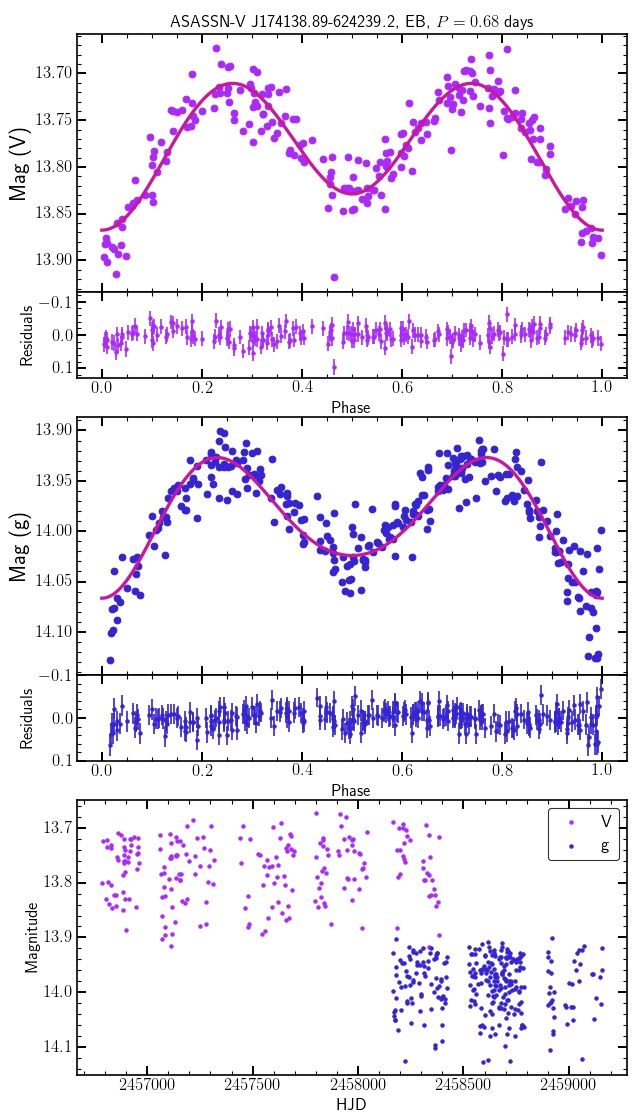 ASASSN-V J174138.89-624239.2, EB, P = 0.68 days
Mag (V)
13.70
13.75
13.80
13.85
13.90
Residuals
−0.1
0.0
0.1
0.0 0.2 0.4 0.6 0.8 1.0
Phase
Mag (g)
13.90
13.95
14.00
14.05
14.10
Residuals
−0.1
0.0
0.1
0.0 0.2 0.4 0.6 0.8 1.0
Phase
Magnitude
13.7
13.8
13.9
14.0
14.1
V
g
2457000 2457500 2458000 2458500 2459000
HJD